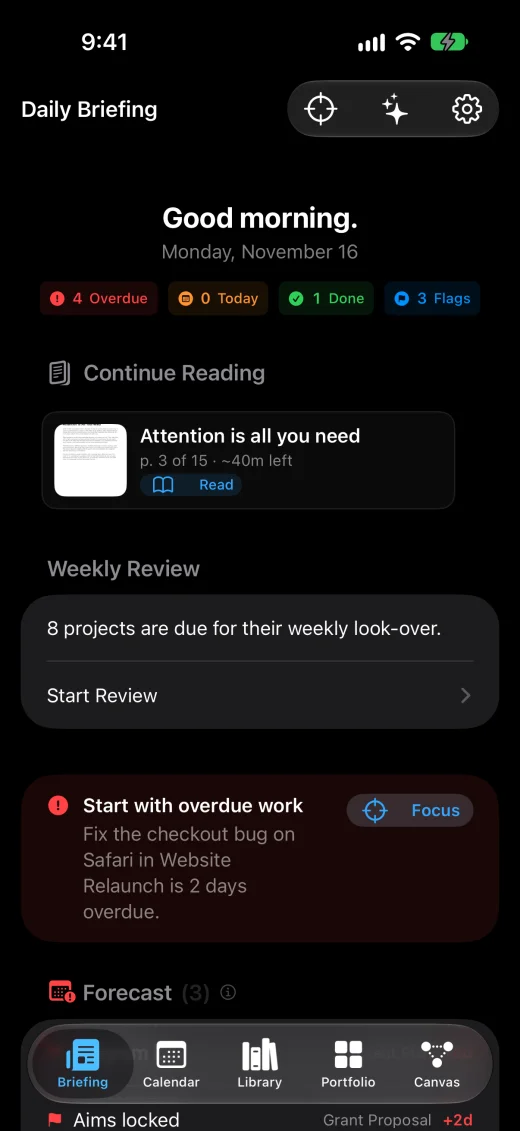 9:41
Daily Briefing
Good morning.
Monday, November 16
4 Overdue
0 Today
1 Done
3 Flags
Continue Reading
Attention is all you need
p. 3 of 15 · ~40m left
Read
Weekly Review
8 projects are due for their weekly look-over.
Start Review
Start with overdue work
Focus
Fix the checkout bug on
Safari in Website
Relaunch is 2 days
overdue.
Forecast (3)
Briefing
Calendar
Library
Portfolio
Canvas
Aims locked
Grant Proposal +2d